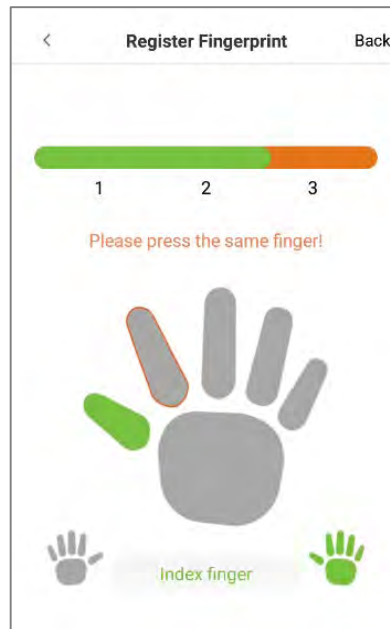 Register Fingerprint Back
1 2 3
Please press the same finger!
Index finger